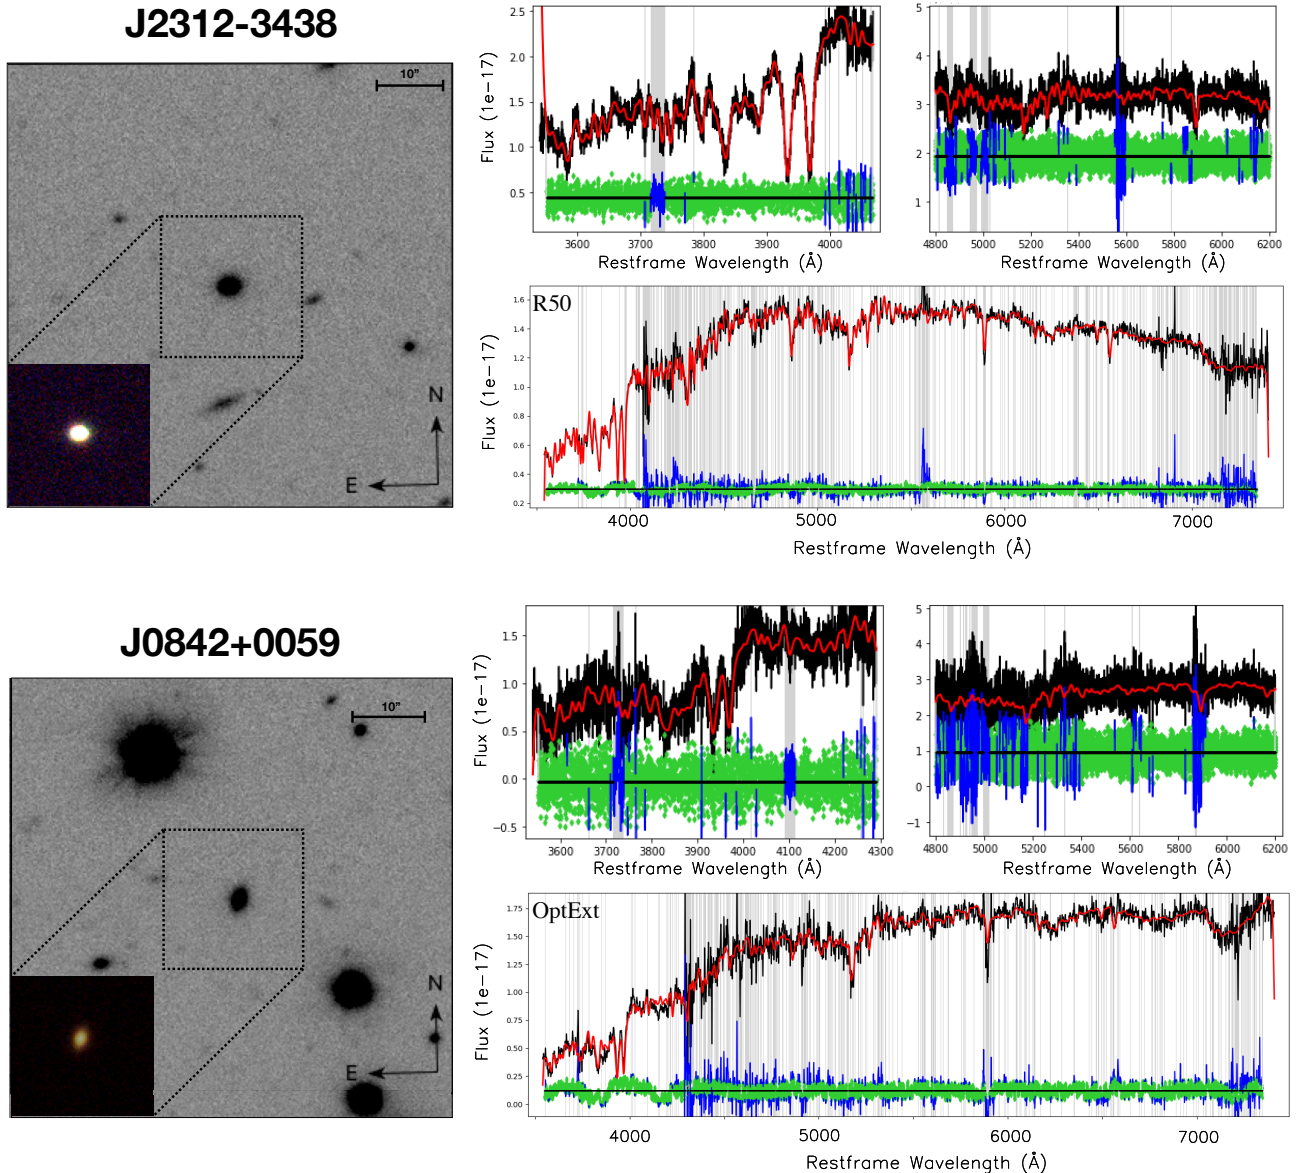 J2312-3438
10"
N
E
Flux (1e-17)
2.5
2.0
1.5
1.0
0.5
3600 3700 3800 3900 4000
Restframe Wavelength (Å)
5
4
3
2
1
4800 5000 5200 5400 5600 5800 6000 6200
Restframe Wavelength (Å)
R50
Flux (1e-17)
1.6
1.4
1.2
1.0
0.8
0.6
0.4
0.2
4000 5000 6000 7000
Restframe Wavelength (Å)
J0842+0059
10"
N
E
Flux (1e-17)
1.5
1.0
0.5
0.0
−0.5
3600 3700 3800 3900 4000 4100 4200 4300
Restframe Wavelength (Å)
5
4
3
2
1
0
−1
4800 5000 5200 5400 5600 5800 6000 6200
Restframe Wavelength (Å)
OptExt
Flux (1e-17)
1.75
1.50
1.25
1.00
0.75
0.50
0.25
0.00
4000 5000 6000 7000
Restframe Wavelength (Å)